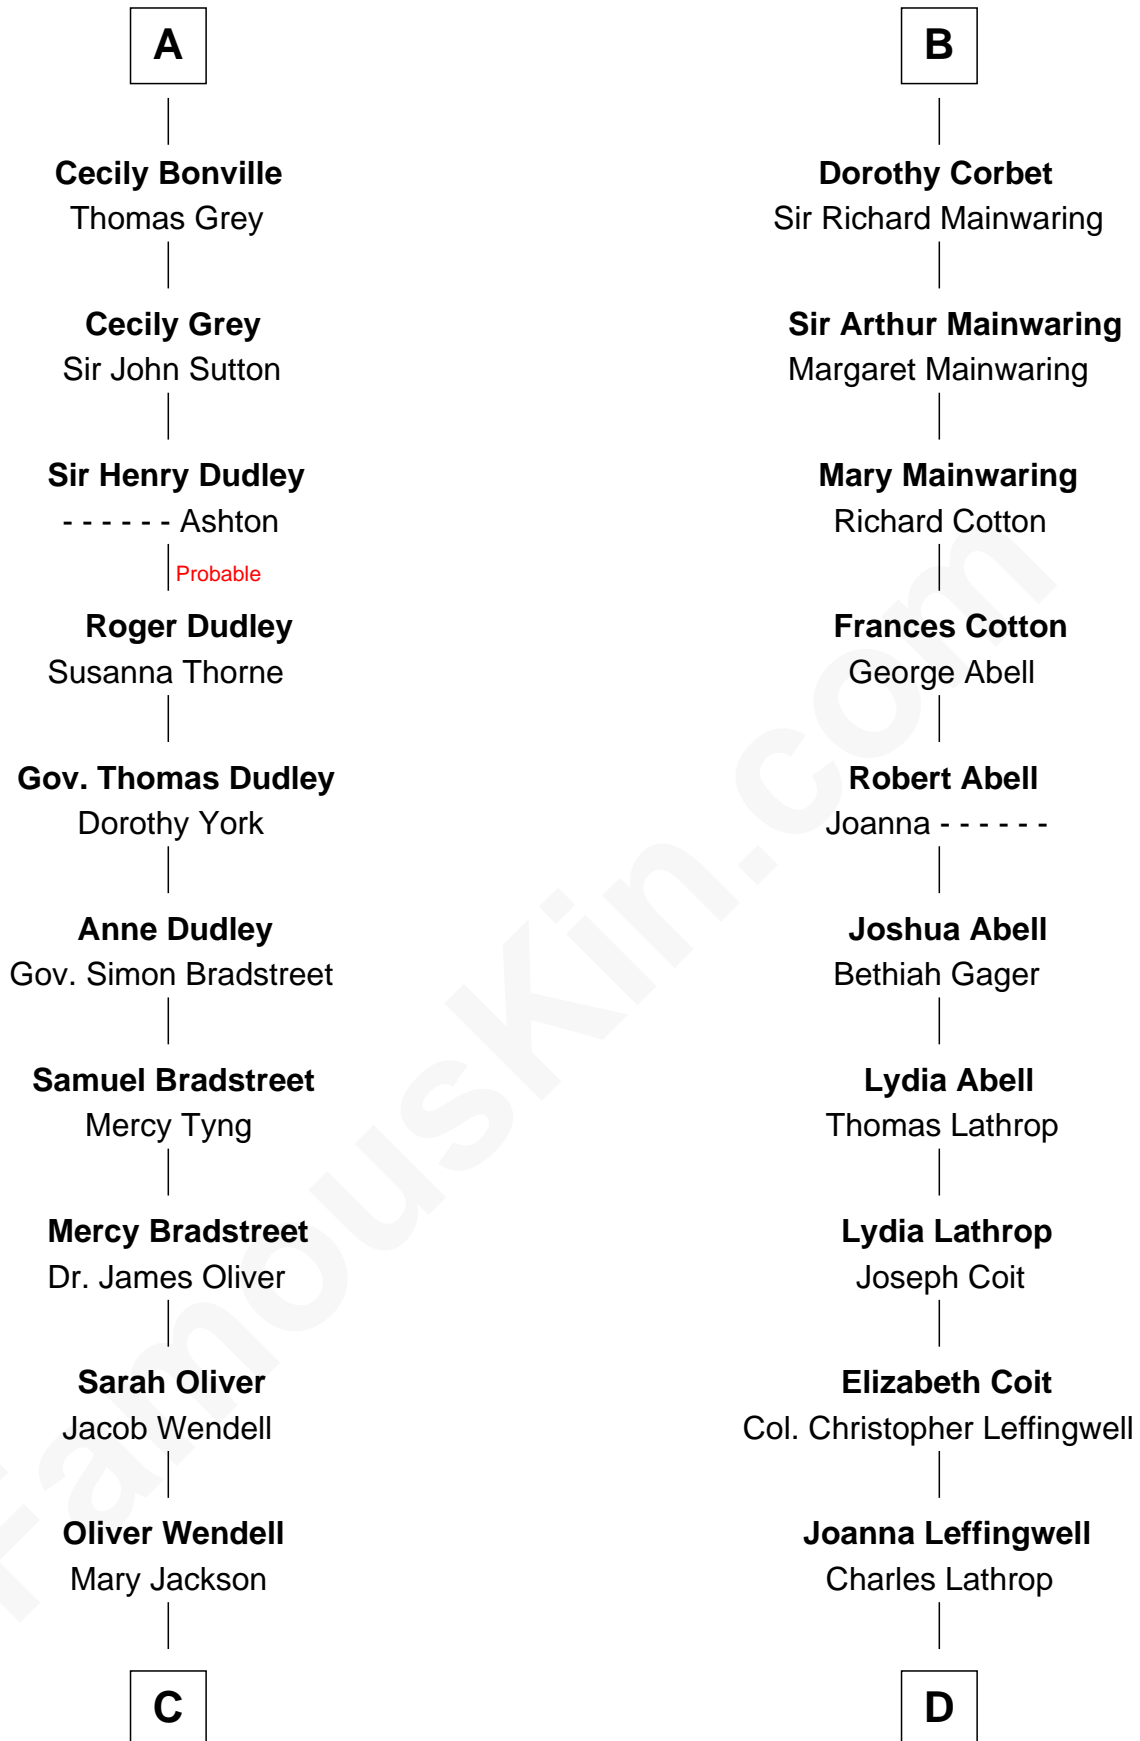 A
Cecily Bonville
Thomas Grey
Cecily Grey
Sir John Sutton
Sir Henry Dudley
- - - - - - Ashton
Probable
Roger Dudley
Susanna Thorne
Gov. Thomas Dudley
Dorothy York
Anne Dudley
Gov. Simon Bradstreet
Samuel Bradstreet
Mercy Tyng
Mercy Bradstreet
Dr. James Oliver
Sarah Oliver
Jacob Wendell
Oliver Wendell
Mary Jackson
C
B
Dorothy Corbet
Sir Richard Mainwaring
Sir Arthur Mainwaring
Margaret Mainwaring
Mary Mainwaring
Richard Cotton
Frances Cotton
George Abell
Robert Abell
Joanna - - - - - -
Joshua Abell
Bethiah Gager
Lydia Abell
Thomas Lathrop
Lydia Lathrop
Joseph Coit
Elizabeth Coit
Col. Christopher Leffingwell
Joanna Leffingwell
Charles Lathrop
D
FamousKin.com